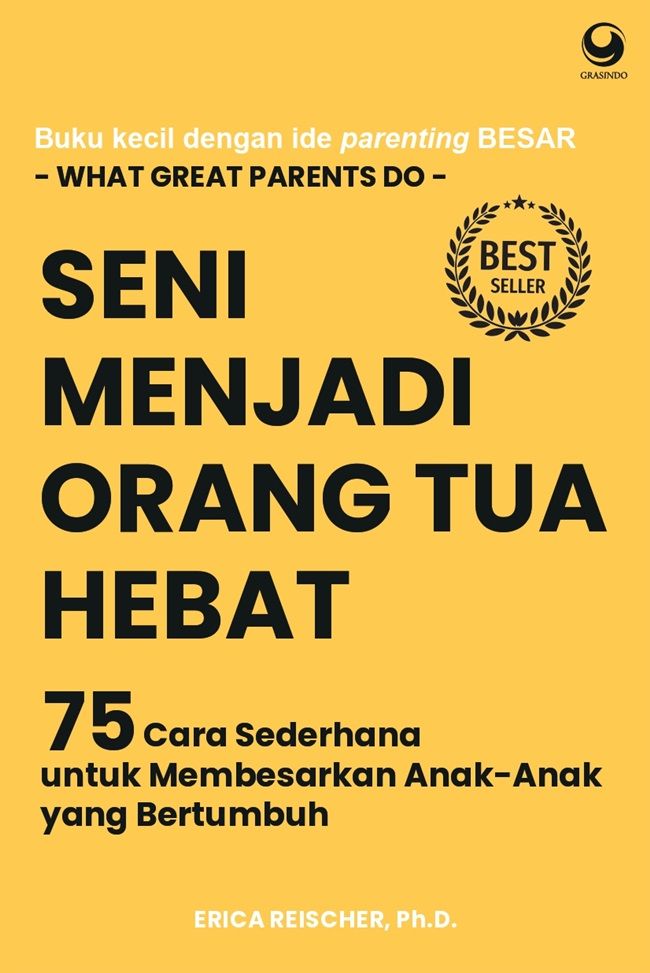 GRASINDO
Buku kecil dengan ide parenting BESAR
- WHAT GREAT PARENTS DO -
BEST
SELLER
SENI
MENJADI
ORANG TUA
HEBAT
75 Cara Sederhana
untuk Membesarkan Anak-Anak
yang Bertumbuh
ERICA REISCHER, Ph.D.